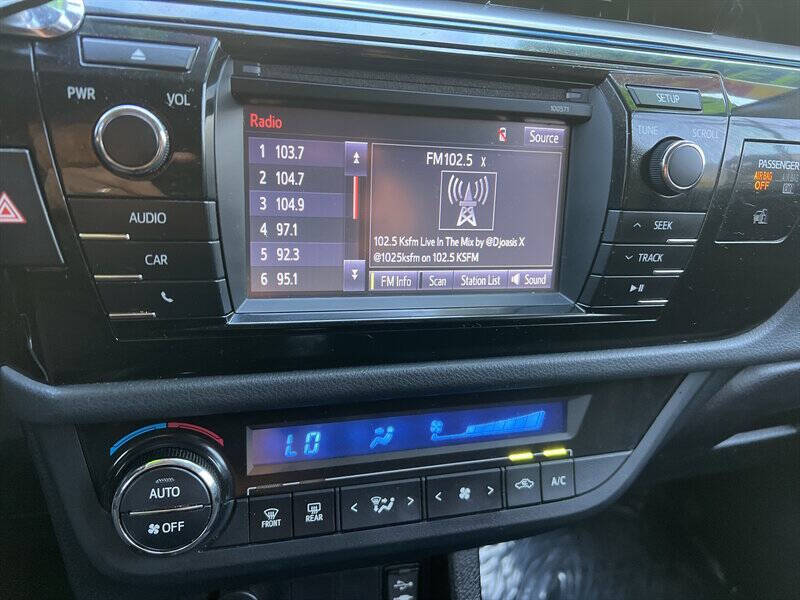 PWR
VOL
AUDIO
CAR
100571
Radio
Source
1 103.7
2 104.7
3 104.9
4 97.1
5 92.3
6 95.1
FM102.5 X
102.5 Ksfm Live In The Mix by @Djoasis X
@1025ksfm on 102.5 KSFM
FM Info
Scan
Station List
Sound
SETUP
TUNE
SCROLL
SEEK
TRACK
PASSENGER
AIR BAG
OFF
AIR BAG
LO
AUTO
OFF
FRONT
REAR
A/C